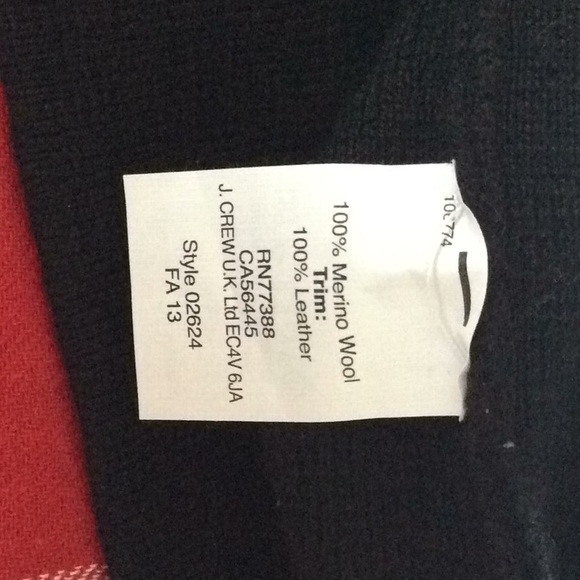 100% Merino Wool
Trim:
100% Leather
RN77388
CA56445
J. CREW U.K. Ltd EC4V 6JA
Style 02624
FA 13